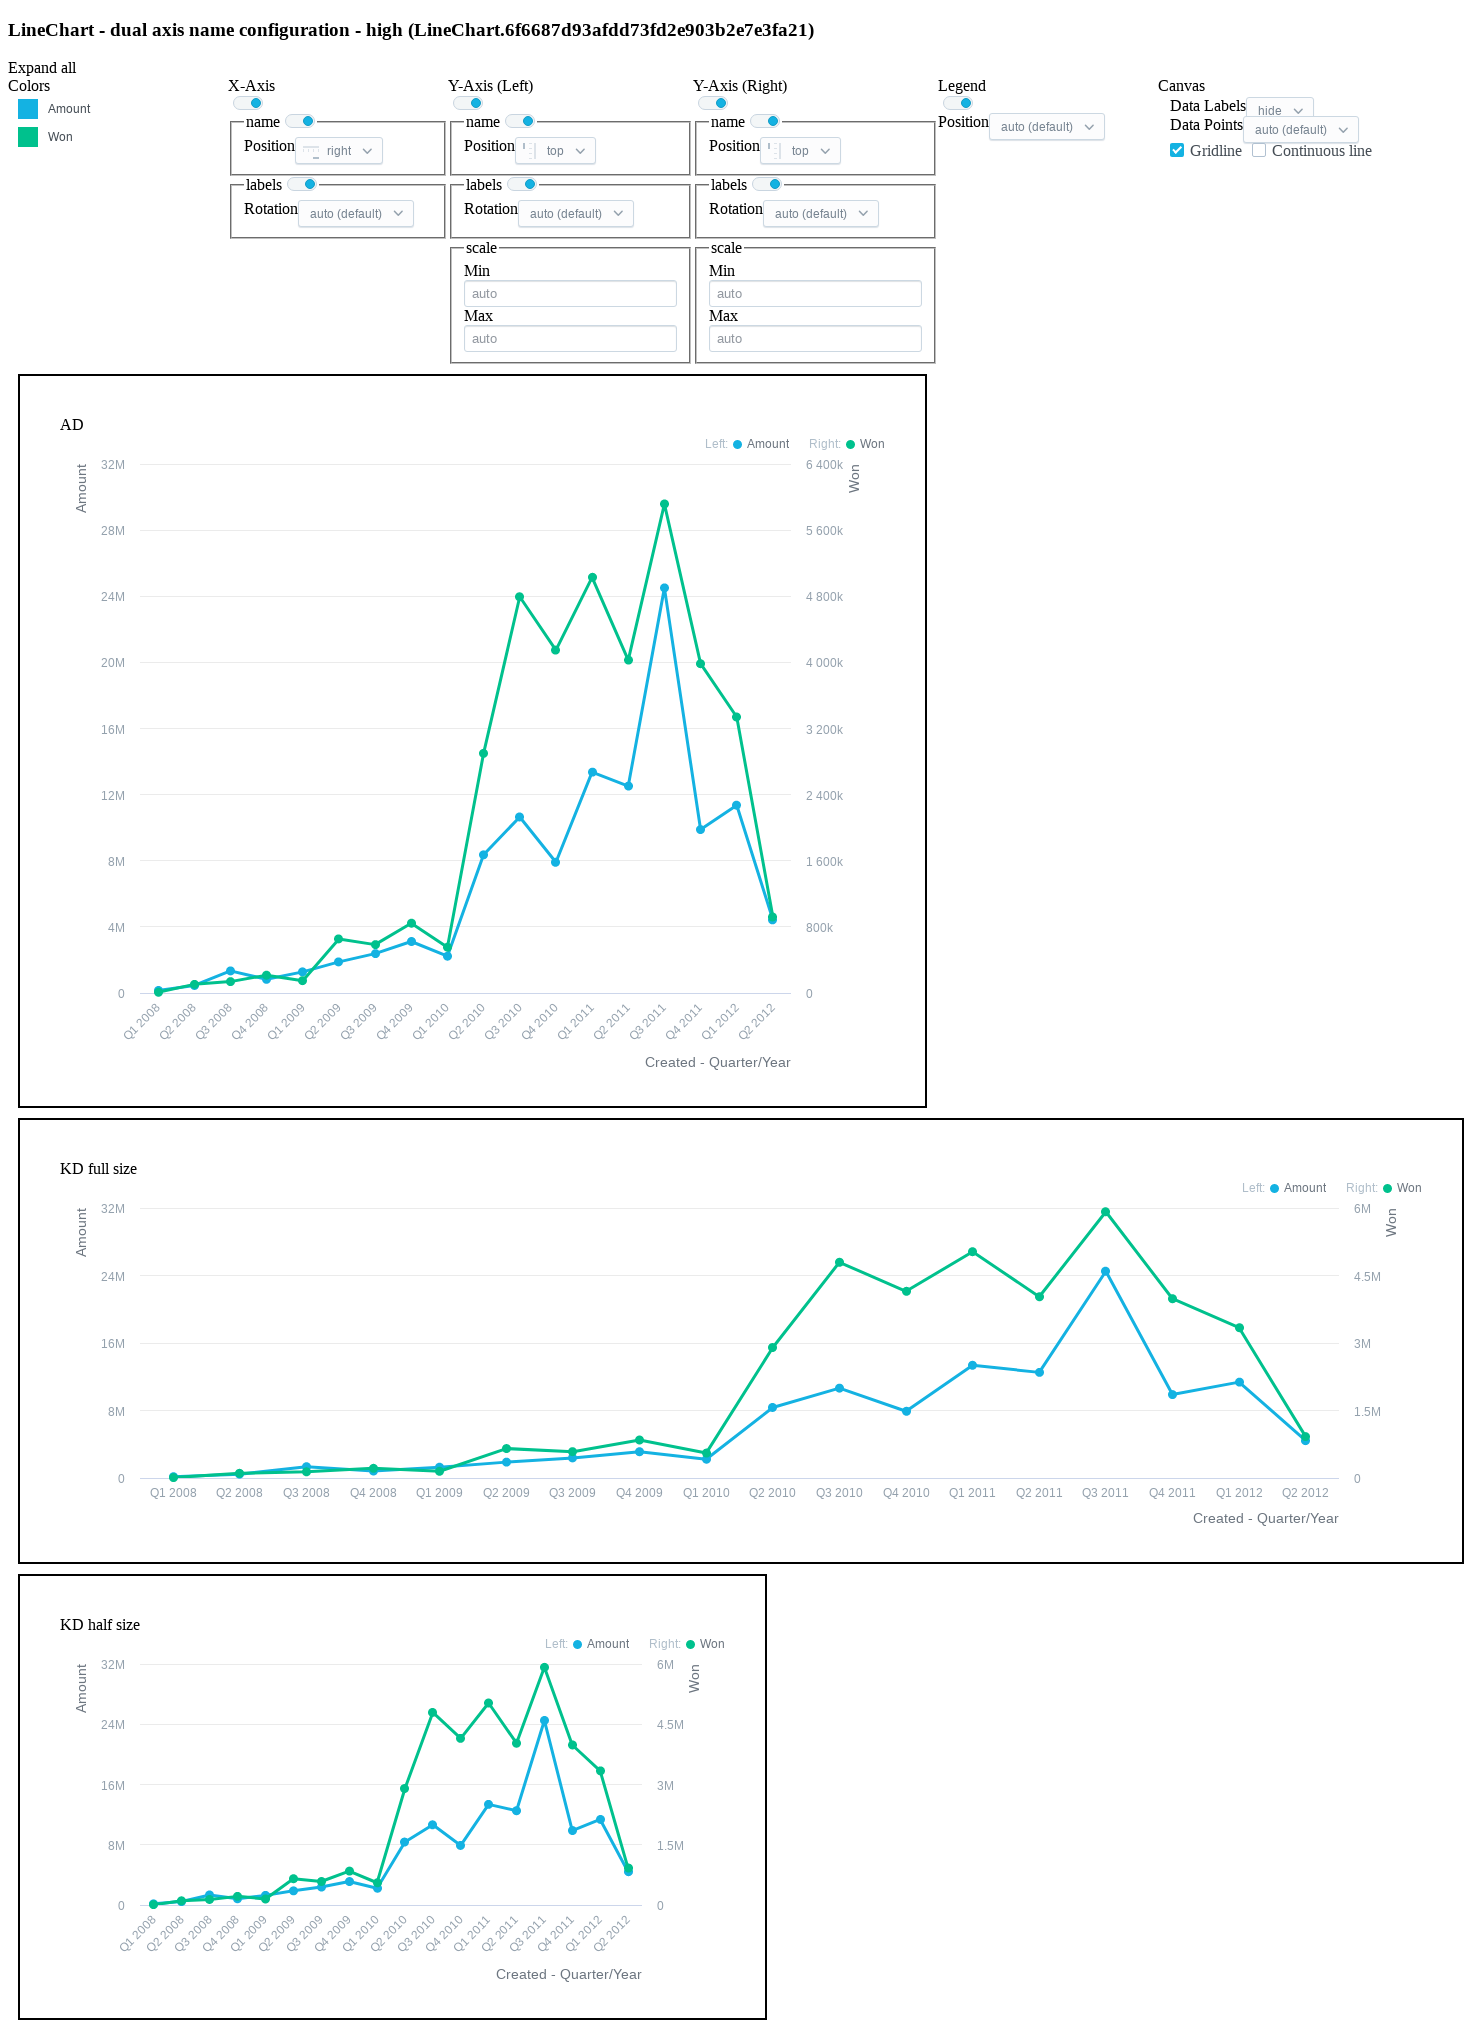 LineChart - dual axis name configuration - high (LineChart.6f6687d93afdd73fd2e903b2e7e3fa21)
Expand all
Colors
Amount
Won
X-Axis
name
Position right
labels
Rotation auto (default)
Y-Axis (Left)
name
Position top
labels
Rotation auto (default)
scale
Min
auto
Max
auto
Y-Axis (Right)
name
Position top
labels
Rotation auto (default)
scale
Min
auto
Max
auto
Legend
Position auto (default)
Canvas
Data Labels hide
Data Points auto (default)
Gridline Continuous line
AD
Left: Amount Right: Won
Amount
32M
28M
24M
20M
16M
12M
8M
4M
0
6 400k
5 600k
4 800k
4 000k
3 200k
2 400k
1 600k
800k
0
Won
Q1 2008 Q2 2008 Q3 2008 Q4 2008 Q1 2009 Q2 2009 Q3 2009 Q4 2009 Q1 2010 Q2 2010 Q3 2010 Q4 2010 Q1 2011 Q2 2011 Q3 2011 Q4 2011 Q1 2012 Q2 2012
Created - Quarter/Year
KD full size
Left: Amount Right: Won
Amount
32M
24M
16M
8M
0
6M
4.5M
3M
1.5M
0
Won
Q1 2008 Q2 2008 Q3 2008 Q4 2008 Q1 2009 Q2 2009 Q3 2009 Q4 2009 Q1 2010 Q2 2010 Q3 2010 Q4 2010 Q1 2011 Q2 2011 Q3 2011 Q4 2011 Q1 2012 Q2 2012
Created - Quarter/Year
KD half size
Left: Amount Right: Won
Amount
32M
24M
16M
8M
0
6M
4.5M
3M
1.5M
0
Won
Q1 2008 Q2 2008 Q3 2008 Q4 2008 Q1 2009 Q2 2009 Q3 2009 Q4 2009 Q1 2010 Q2 2010 Q3 2010 Q4 2010 Q1 2011 Q2 2011 Q3 2011 Q4 2011 Q1 2012 Q2 2012
Created - Quarter/Year